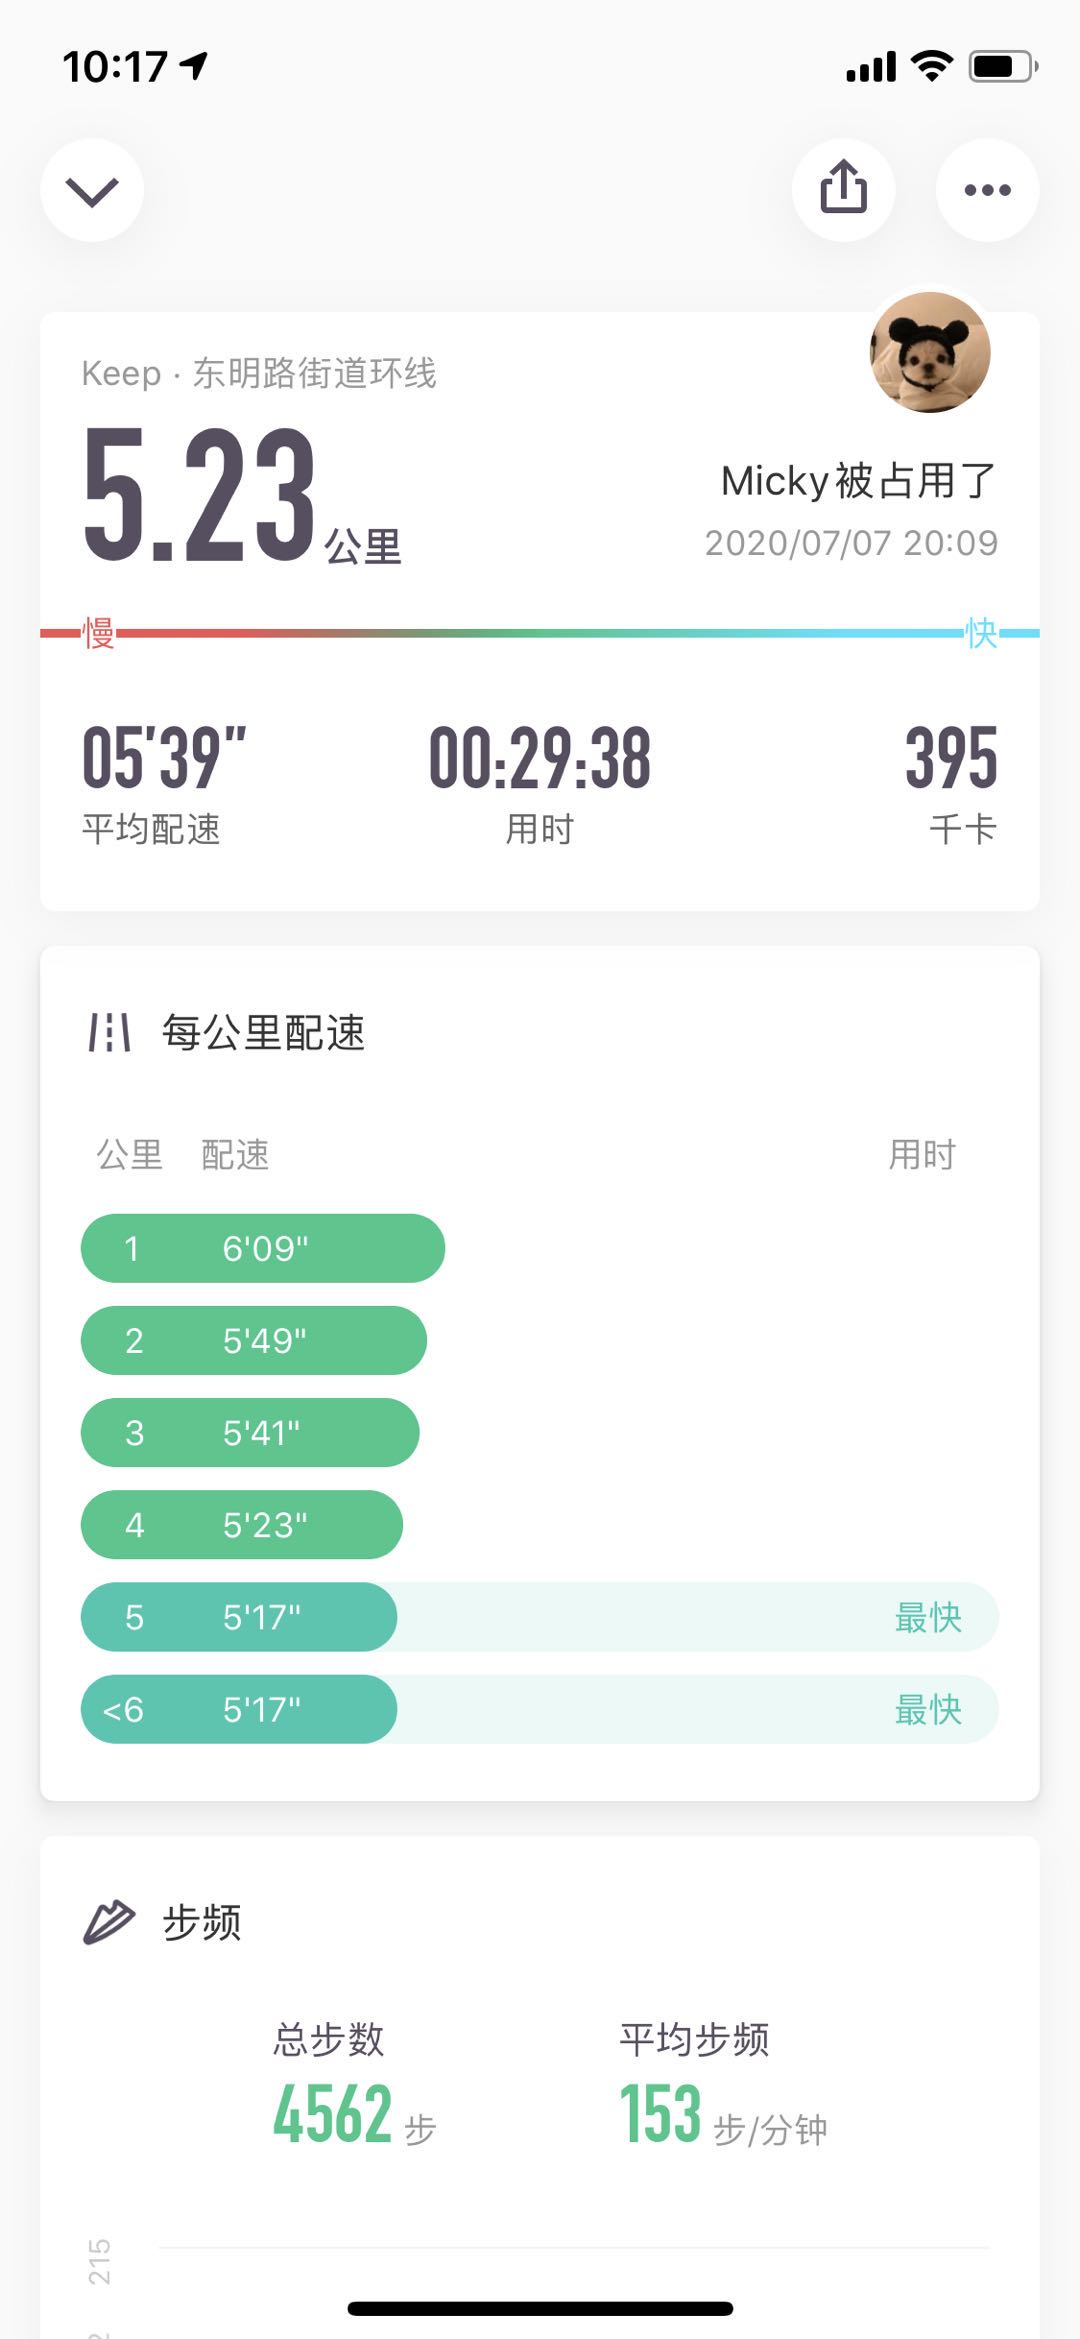 10:17
Keep · 东明路街道环线
5.23公里
Micky被占用了
2020/07/07 20:09
慢 快
05'39" 00:29:38 395
平均配速 用时 千卡
每公里配速
公里 配速 用时
1 6'09"
2 5'49"
3 5'41"
4 5'23"
5 5'17" 最快
<6 5'17" 最快
步频
总步数 平均步频
4562 步 153 步/分钟
215